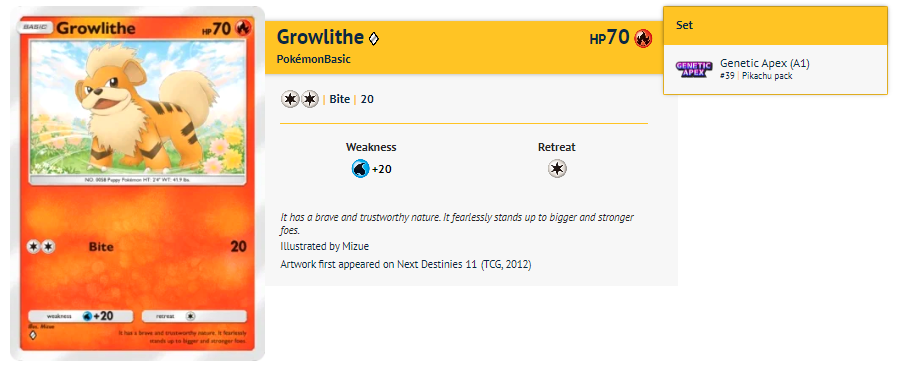 BASIC Growlithe HP70
NO. 0058 Puppy Pokémon HT: 2'4" WT: 41.9 lbs.
Bite 20
weakness +20 retreat
Illus. Mizue
It has a brave and trustworthy nature. It fearlessly
stands up to bigger and stronger foes.
Growlithe HP70
PokémonBasic
| Bite | 20
Weakness Retreat
+20
It has a brave and trustworthy nature. It fearlessly stands up to bigger and stronger
foes.
Illustrated by Mizue
Artwork first appeared on Next Destinies 11 (TCG, 2012)
Set
GENETIC
APEX
Genetic Apex (A1)
#39 | Pikachu pack